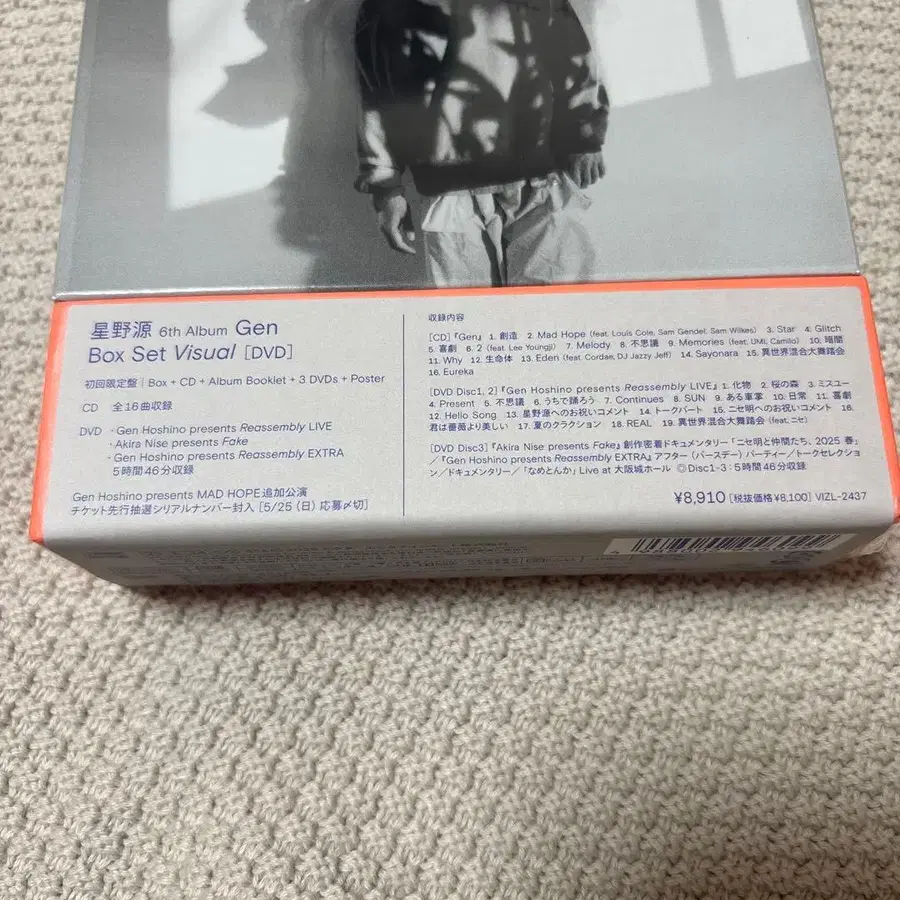 星野源 6th Album Gen
Box Set Visual [DVD]
初回限定盤 | Box + CD + Album Booklet + 3 DVDs + Poster
CD 全16曲収録
DVD ・Gen Hoshino presents Reassembly LIVE
・Akira Nise presents Fake
・Gen Hoshino presents Reassembly EXTRA
5時間46分収録
Gen Hoshino presents MAD HOPE 追加公演
チケット先行抽選シリアルナンバー封入 [5/25 (日) 応募〆切]
収録内容
[CD]『Gen』 1. 創造 2. Mad Hope (feat. Louis Cole, Sam Gendel, Sam Wilkes) 3. Star 4. Glitch
5. 喜劇 6. 2 (feat. Lee Youngji) 7. Melody 8. 不思議 9. Memories (feat. UMI, Camilo) 10. 暗闇
11. Why 12. 生命体 13. Eden (feat. Cordae, DJ Jazzy Jeff) 14. Sayonara 15. 異世界混合大舞踏会
16. Eureka
[DVD Disc1, 2]『Gen Hoshino presents Reassembly LIVE』 1. 化物 2. 桜の森 3. ミスユー
4. Present 5. 不思議 6. うちで踊ろう 7. Continues 8. SUN 9. ある車掌 10. 日常 11. 喜劇
12. Hello Song 13. 星野源へのお祝いコメント 14. トークパート 15. ニセ明へのお祝いコメント 16.
君は薔薇より美しい 17. 夏のクラクション 18. REAL 19. 異世界混合大舞踏会 (feat. ニセ)
[DVD Disc3]『Akira Nise presents Fake』 創作密着ドキュメンタリー「ニセ明と仲間たち、2025 春」
/『Gen Hoshino presents Reassembly EXTRA』 アフター (バースデー) パーティー/トークセレクショ
ン/ドキュメンタリー/「なめとんか」Live at 大阪城ホール ◎Disc1-3：5時間46分収録
¥8,910 [税抜価格¥8,100] VIZL-2437